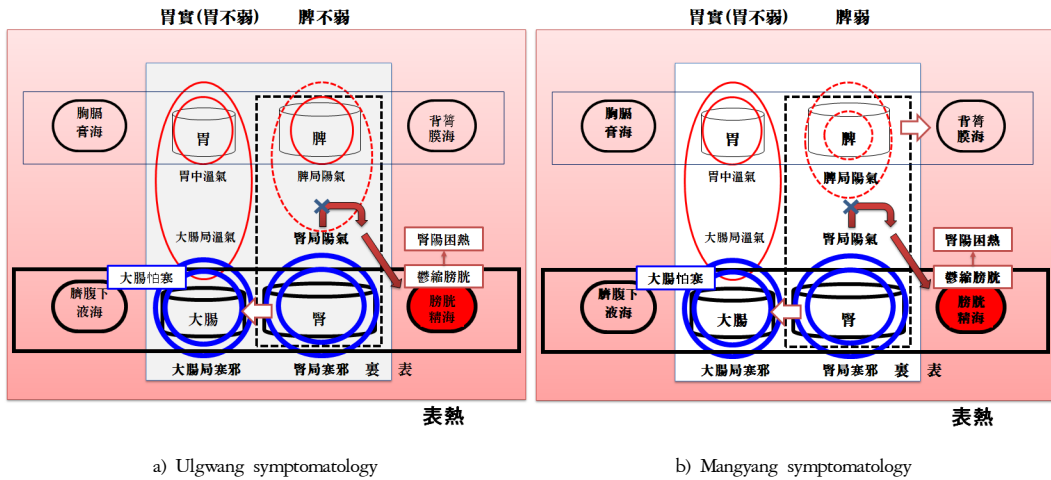 胃實(胃不弱)
脾不弱
胸膈
膏海
胃
脾
背膂
膜海
胃中溫氣
脾局陽氣
大腸局溫氣
腎局陽氣
腎陽困熱
大腸怕寒
鬱縮膀胱
臍腹下
液海
大腸
腎
膀胱
精海
大腸局寒邪
腎局寒邪
裏
表
表熱
a) Ulgwang symptomatology
胃實(胃不弱)
脾弱
胸膈
膏海
胃
脾
背膂
膜海
胃中溫氣
脾局陽氣
大腸局溫氣
腎局陽氣
腎陽困熱
大腸怕寒
鬱縮膀胱
臍腹下
液海
大腸
腎
膀胱
精海
大腸局寒邪
腎局寒邪
裏
表
表熱
b) Mangyang symptomatology